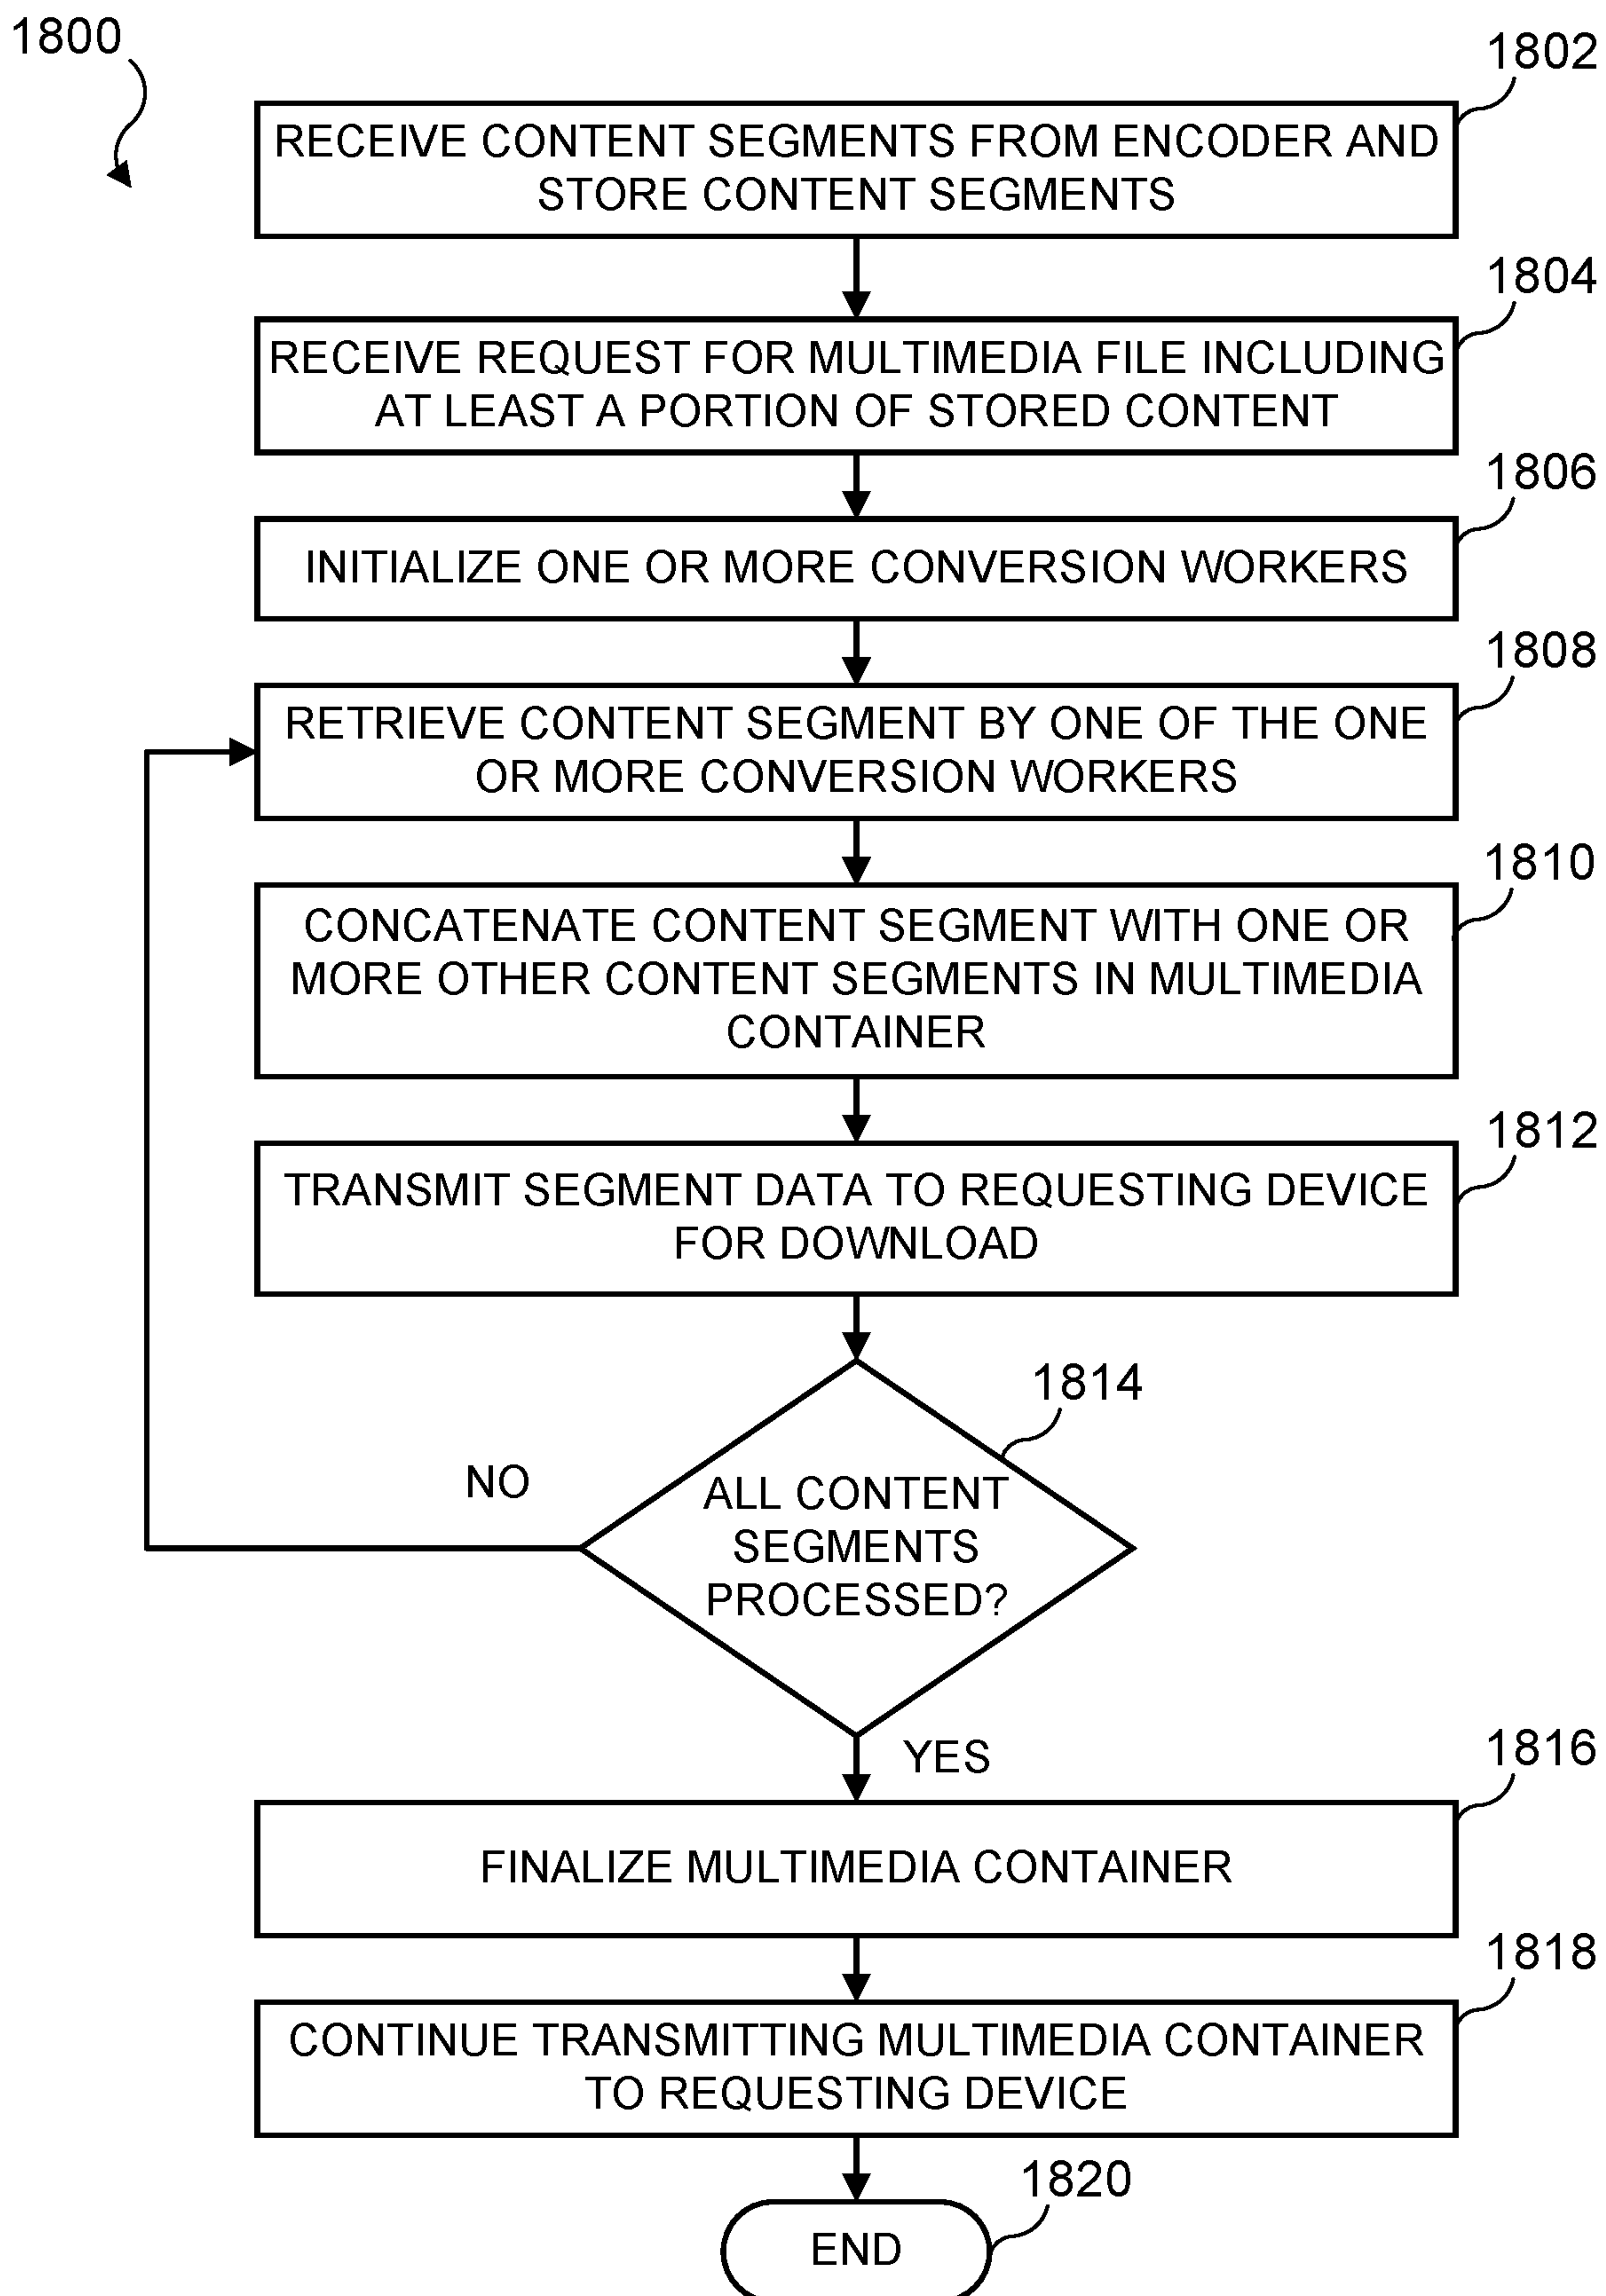 1800
1802
RECEIVE CONTENT SEGMENTS FROM ENCODER AND
STORE CONTENT SEGMENTS
1804
RECEIVE REQUEST FOR MULTIMEDIA FILE INCLUDING
AT LEAST A PORTION OF STORED CONTENT
1806
INITIALIZE ONE OR MORE CONVERSION WORKERS
1808
RETRIEVE CONTENT SEGMENT BY ONE OF THE ONE
OR MORE CONVERSION WORKERS
1810
CONCATENATE CONTENT SEGMENT WITH ONE OR
MORE OTHER CONTENT SEGMENTS IN MULTIMEDIA
CONTAINER
1812
TRANSMIT SEGMENT DATA TO REQUESTING DEVICE
FOR DOWNLOAD
1814
NO
ALL CONTENT
SEGMENTS
PROCESSED?
YES
1816
FINALIZE MULTIMEDIA CONTAINER
1818
CONTINUE TRANSMITTING MULTIMEDIA CONTAINER
TO REQUESTING DEVICE
1820
END